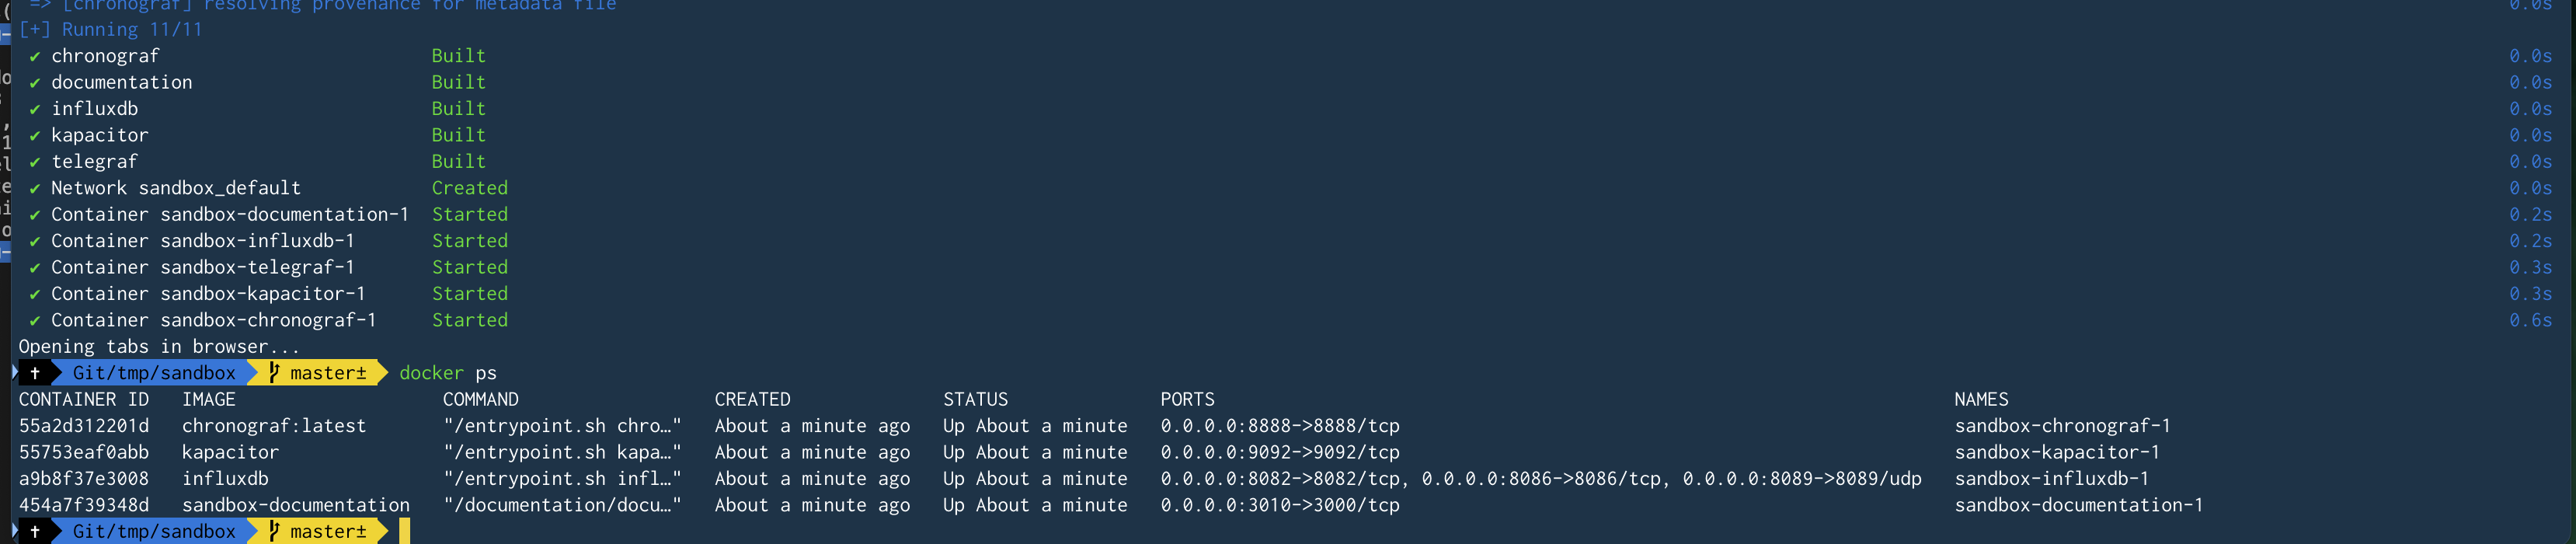 => [chronograf] resolving provenance for metadata file 0.0s
[+] Running 11/11
✔ chronograf Built 0.0s
✔ documentation Built 0.0s
✔ influxdb Built 0.0s
✔ kapacitor Built 0.0s
✔ telegraf Built 0.0s
✔ Network sandbox_default Created 0.0s
✔ Container sandbox-documentation-1 Started 0.2s
✔ Container sandbox-influxdb-1 Started 0.2s
✔ Container sandbox-telegraf-1 Started 0.3s
✔ Container sandbox-kapacitor-1 Started 0.3s
✔ Container sandbox-chronograf-1 Started 0.6s
Opening tabs in browser...
✝ Git/tmp/sandbox master± docker ps
CONTAINER ID IMAGE COMMAND CREATED STATUS PORTS NAMES
55a2d312201d chronograf:latest "/entrypoint.sh chro…" About a minute ago Up About a minute 0.0.0.0:8888->8888/tcp sandbox-chronograf-1
55753eaf0abb kapacitor "/entrypoint.sh kapa…" About a minute ago Up About a minute 0.0.0.0:9092->9092/tcp sandbox-kapacitor-1
a9b8f37e3008 influxdb "/entrypoint.sh infl…" About a minute ago Up About a minute 0.0.0.0:8082->8082/tcp, 0.0.0.0:8086->8086/tcp, 0.0.0.0:8089->8089/udp sandbox-influxdb-1
454a7f39348d sandbox-documentation "/documentation/docu…" About a minute ago Up About a minute 0.0.0.0:3010->3000/tcp sandbox-documentation-1
✝ Git/tmp/sandbox master±